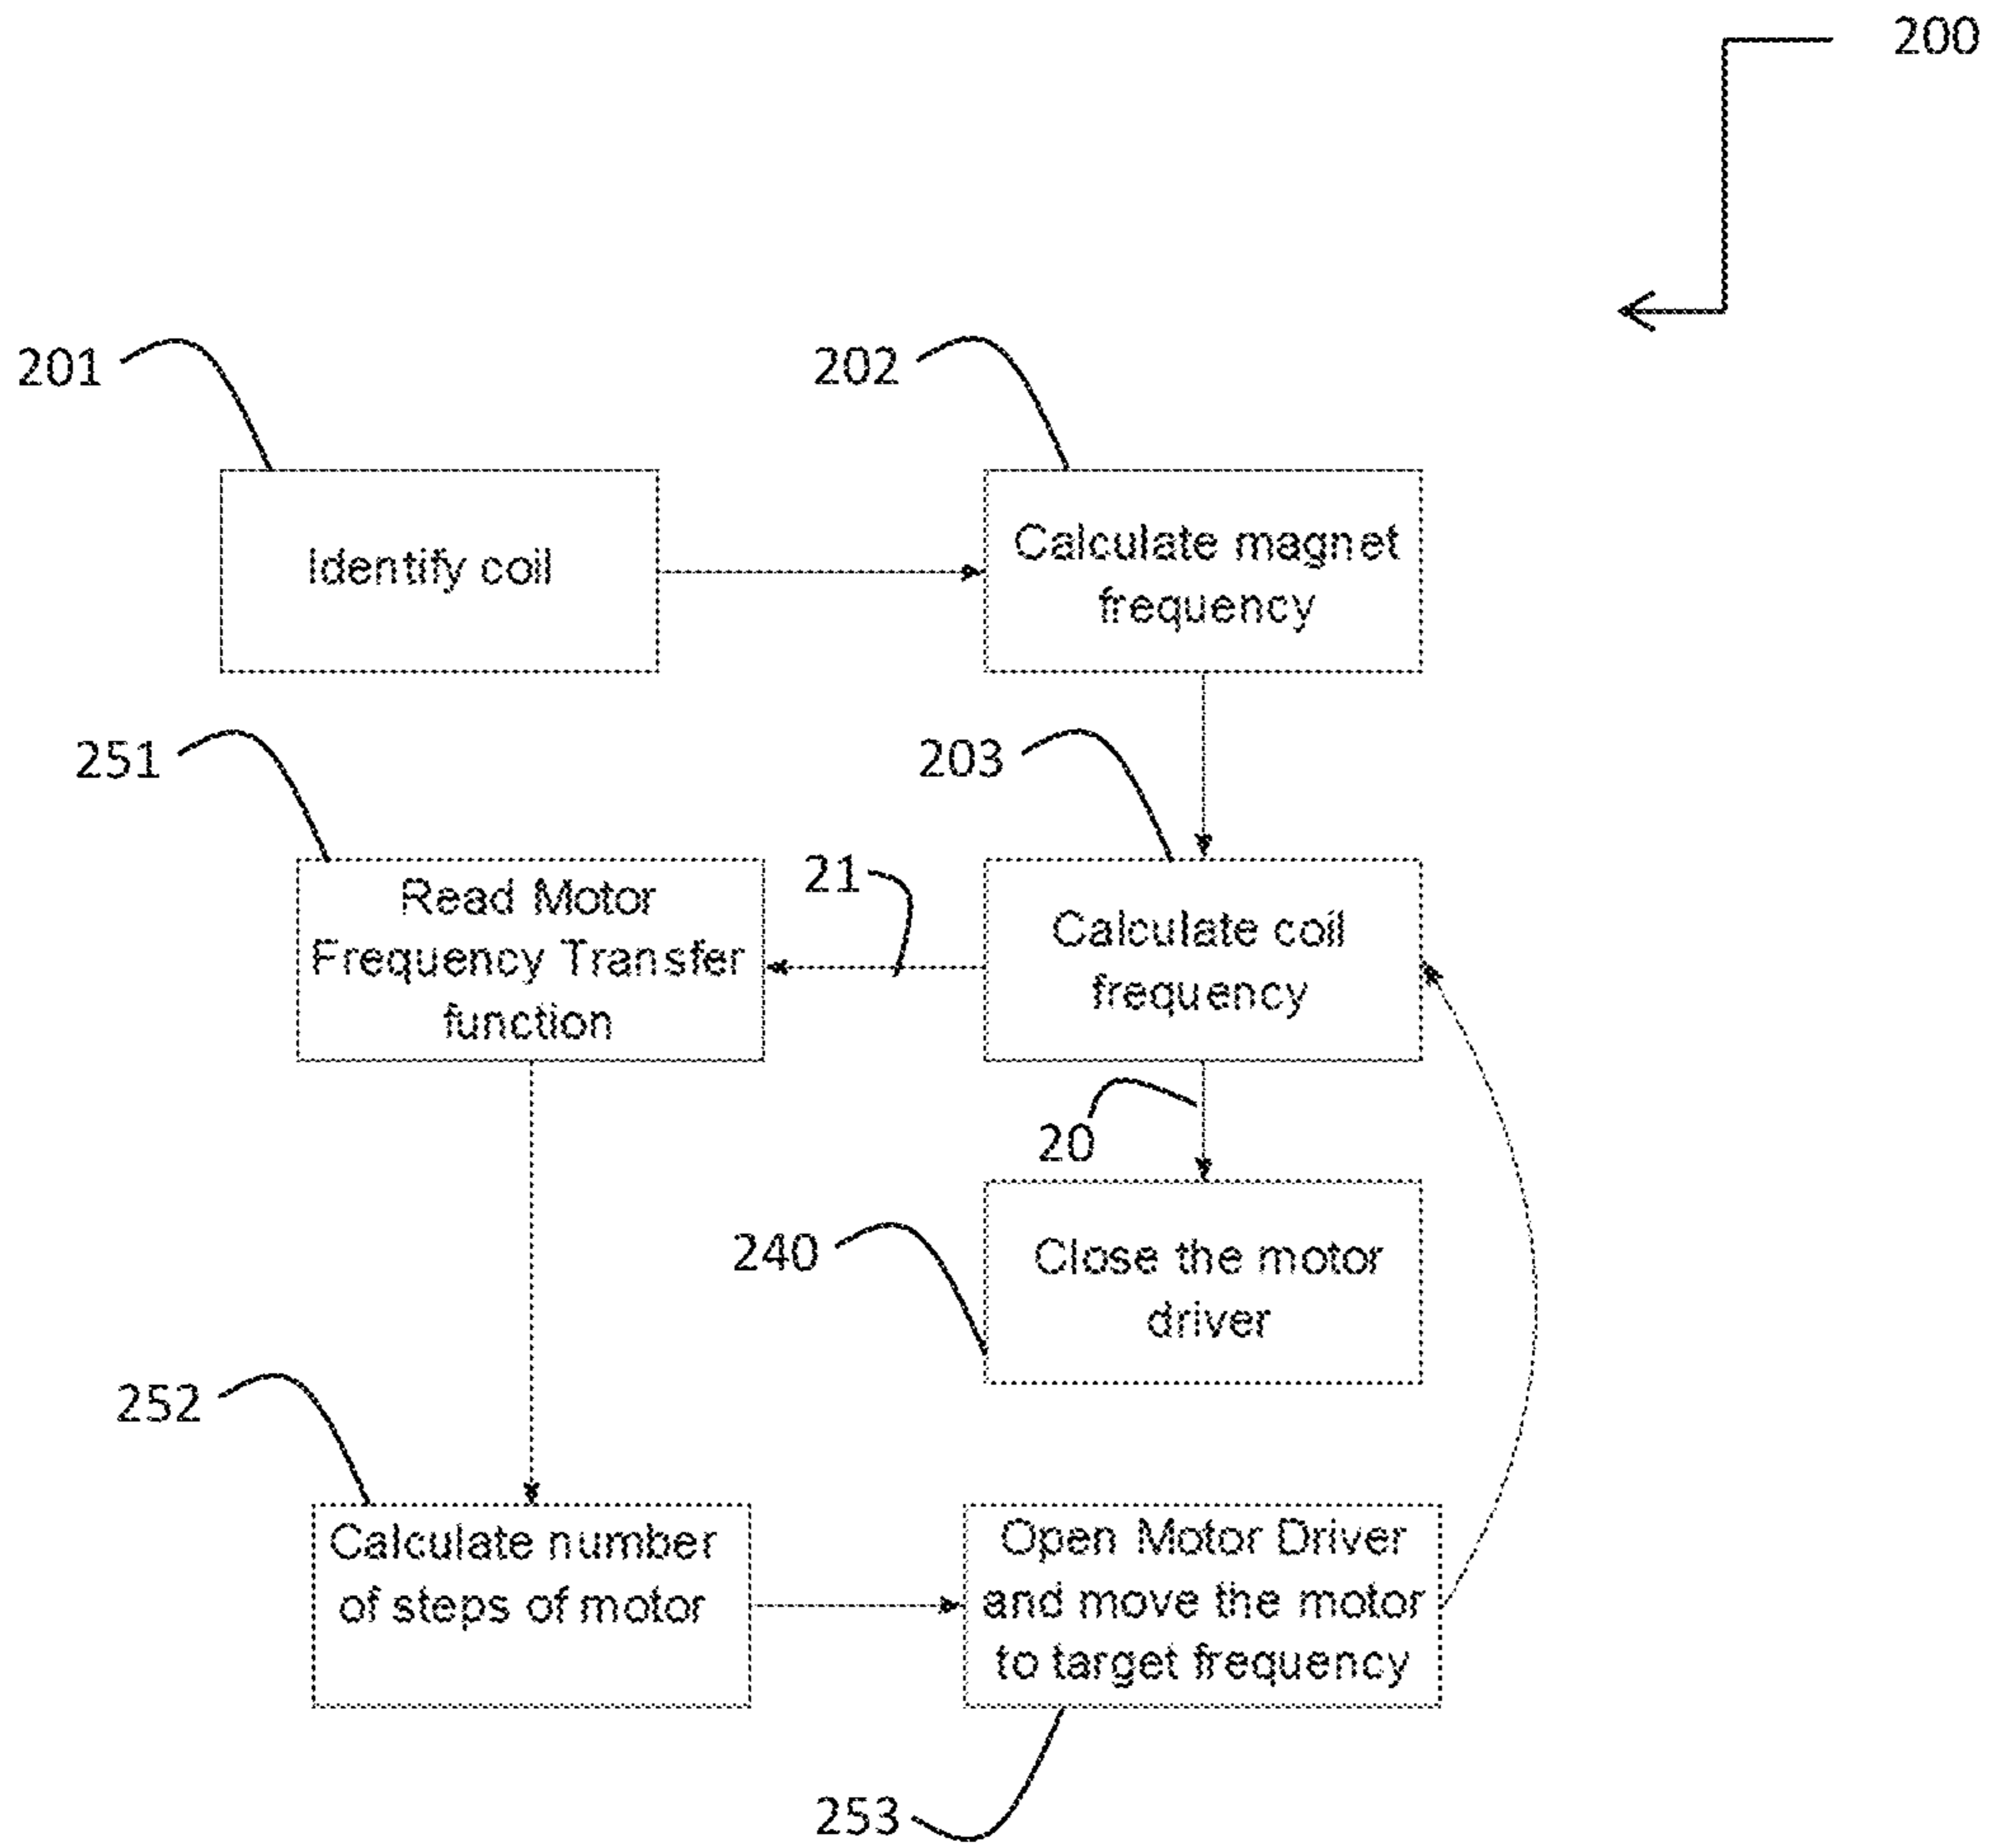 200
201
202
Identify coil
Calculate magnet
frequency
251
203
21
Read Motor
Frequency Transfer
function
Calculate coil
frequency
20
240
Close the motor
driver
252
Calculate number
of steps of motor
Open Motor Driver
and move the motor
to target frequency
253